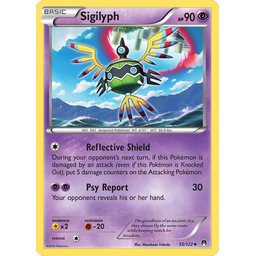 BASIC
Sigilyph
HP90
NO. 561 Avianoid Pokémon HT: 4'07" WT: 30.9 lbs.
Reflective Shield
During your opponent's next turn, if this Pokémon is
damaged by an attack (even if this Pokémon is
Knocked Out), put 5 damage counters on the Attacking Pokémon.
Psy Report 30
Your opponent reveals his or her hand.
weakness
×2
resistance
-20
retreat
The guardians of an ancient city,
they always fly the same route
while keeping watch for
invaders.
Illus. Masakazu Fukuda
55/122